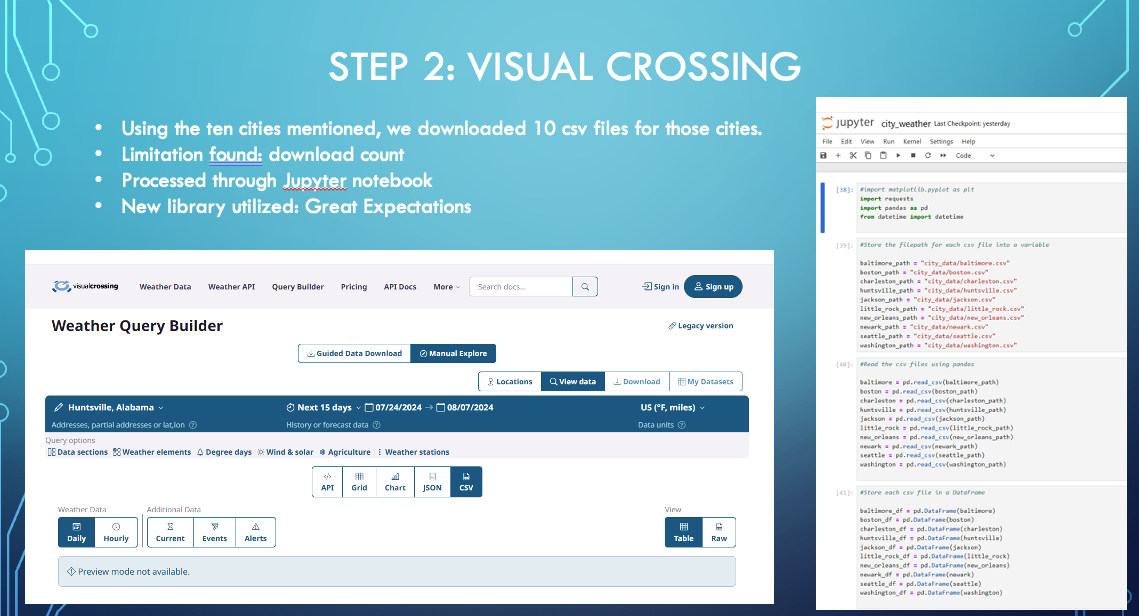 STEP 2: VISUAL CROSSING
Using the ten cities mentioned, we downloaded 10 csv files for those cities.
Limitation found: download count
Processed through Jupyter notebook
New library utilized: Great Expectations
visualcrossing Weather Data Weather API Query Builder Pricing API Docs More Search docs... Sign in Sign up
Weather Query Builder
Legacy version
Guided Data Download Manual Explore
Locations View data Download My Datasets
Huntsville, Alabama Next 15 days 07/24/2024 → 08/07/2024 US (°F, miles)
Addresses, partial addresses or lat,lon History or forecast data Data units
Query options
Data sections Weather elements Degree days Wind & solar Agriculture Weather stations
API Grid Chart JSON CSV
Weather Data Additional Data View
Daily Hourly Current Events Alerts Table Raw
Preview mode not available.
jupyter city_weather Last Checkpoint: yesterday
File Edit View Run Kernel Settings Help
Code
[38]: #import matplotlib.pyplot as plt
import requests
import pandas as pd
from datetime import datetime
[39]: #Store the filepath for each csv file into a variable
baltimore_path = "city_data/baltimore.csv"
boston_path = "city_data/boston.csv"
charleston_path = "city_data/charleston.csv"
huntsville_path = "city_data/huntsville.csv"
jackson_path = "city_data/jackson.csv"
little_rock_path = "city_data/little_rock.csv"
new_orleans_path = "city_data/new_orleans.csv"
newark_path = "city_data/newark.csv"
seattle_path = "city_data/seattle.csv"
washington_path = "city_data/washington.csv"
[40]: #Read the csv files using pandas
baltimore = pd.read_csv(baltimore_path)
boston = pd.read_csv(boston_path)
charleston = pd.read_csv(charleston_path)
huntsville = pd.read_csv(huntsville_path)
jackson = pd.read_csv(jackson_path)
little_rock = pd.read_csv(little_rock_path)
new_orleans = pd.read_csv(new_orleans_path)
newark = pd.read_csv(newark_path)
seattle = pd.read_csv(seattle_path)
washington = pd.read_csv(washington_path)
[41]: #Store each csv file in a DataFrame
baltimore_df = pd.DataFrame(baltimore)
boston_df = pd.DataFrame(boston)
charleston_df = pd.DataFrame(charleston)
huntsville_df = pd.DataFrame(huntsville)
jackson_df = pd.DataFrame(jackson)
little_rock_df = pd.DataFrame(little_rock)
new_orleans_df = pd.DataFrame(new_orleans)
newark_df = pd.DataFrame(newark)
seattle_df = pd.DataFrame(seattle)
washington_df = pd.DataFrame(washington)